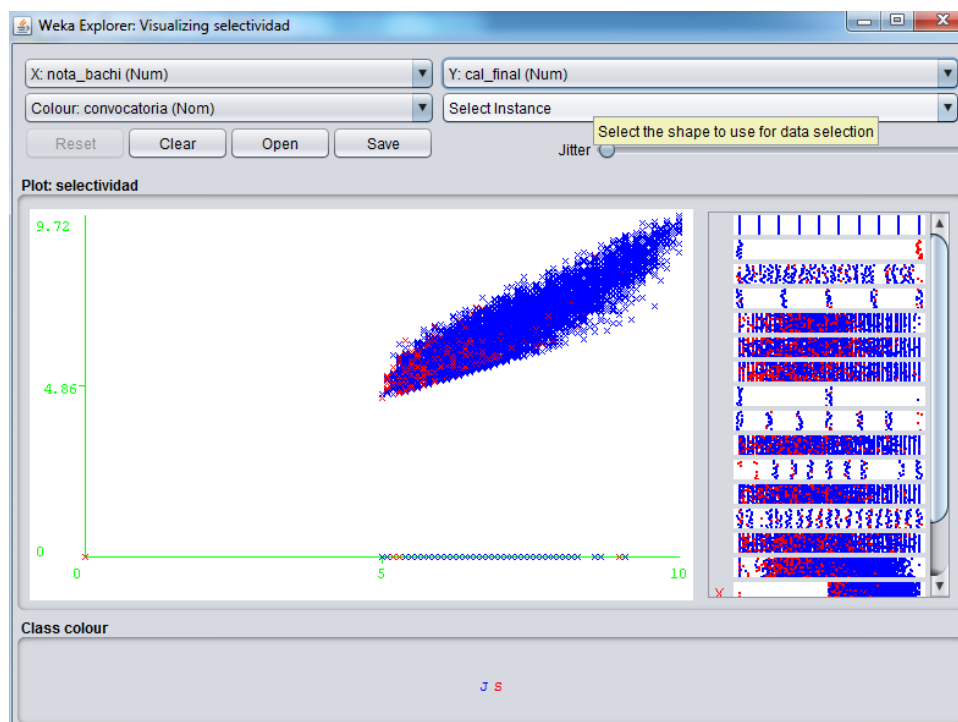 Weka Explorer: Visualizing selectividad
X: nota_bachi (Num)
Y: cal_final (Num)
Colour: convocatoria (Nom)
Select Instance
Reset
Clear
Open
Save
Select the shape to use for data selection
Jitter
Plot: selectividad
9.72
4.86
0
0
5
10
X
Class colour
J S